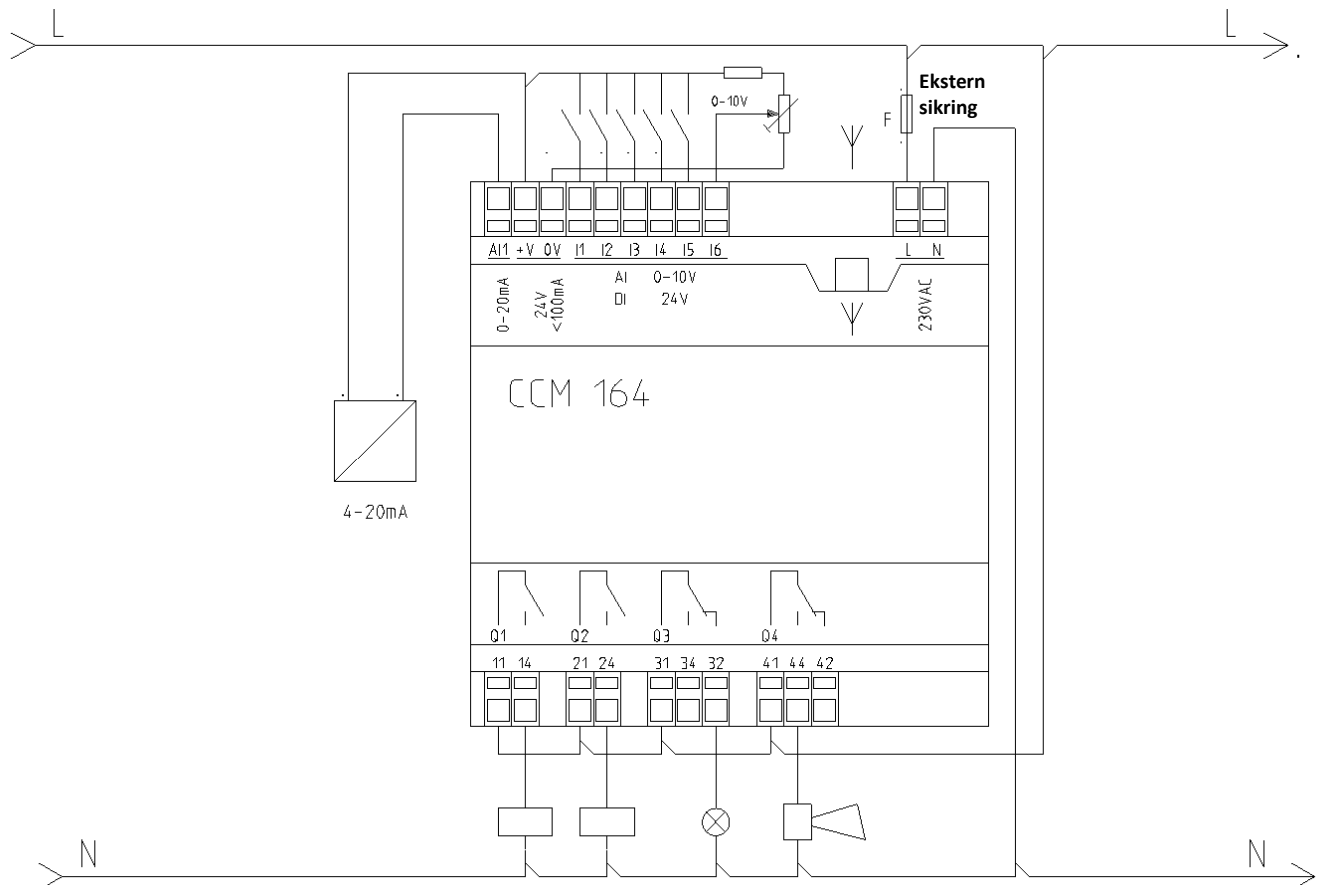 L
L
Ekstern
sikring
F
0-10V
AI1 +V 0V I1 I2 I3 I4 I5 I6
L N
0-20mA
24V
<100mA
AI 0-10V
DI 24V
230VAC
CCM 164
4-20mA
Q1 Q2 Q3 Q4
11 14 21 24 31 34 32 41 44 42
N
N